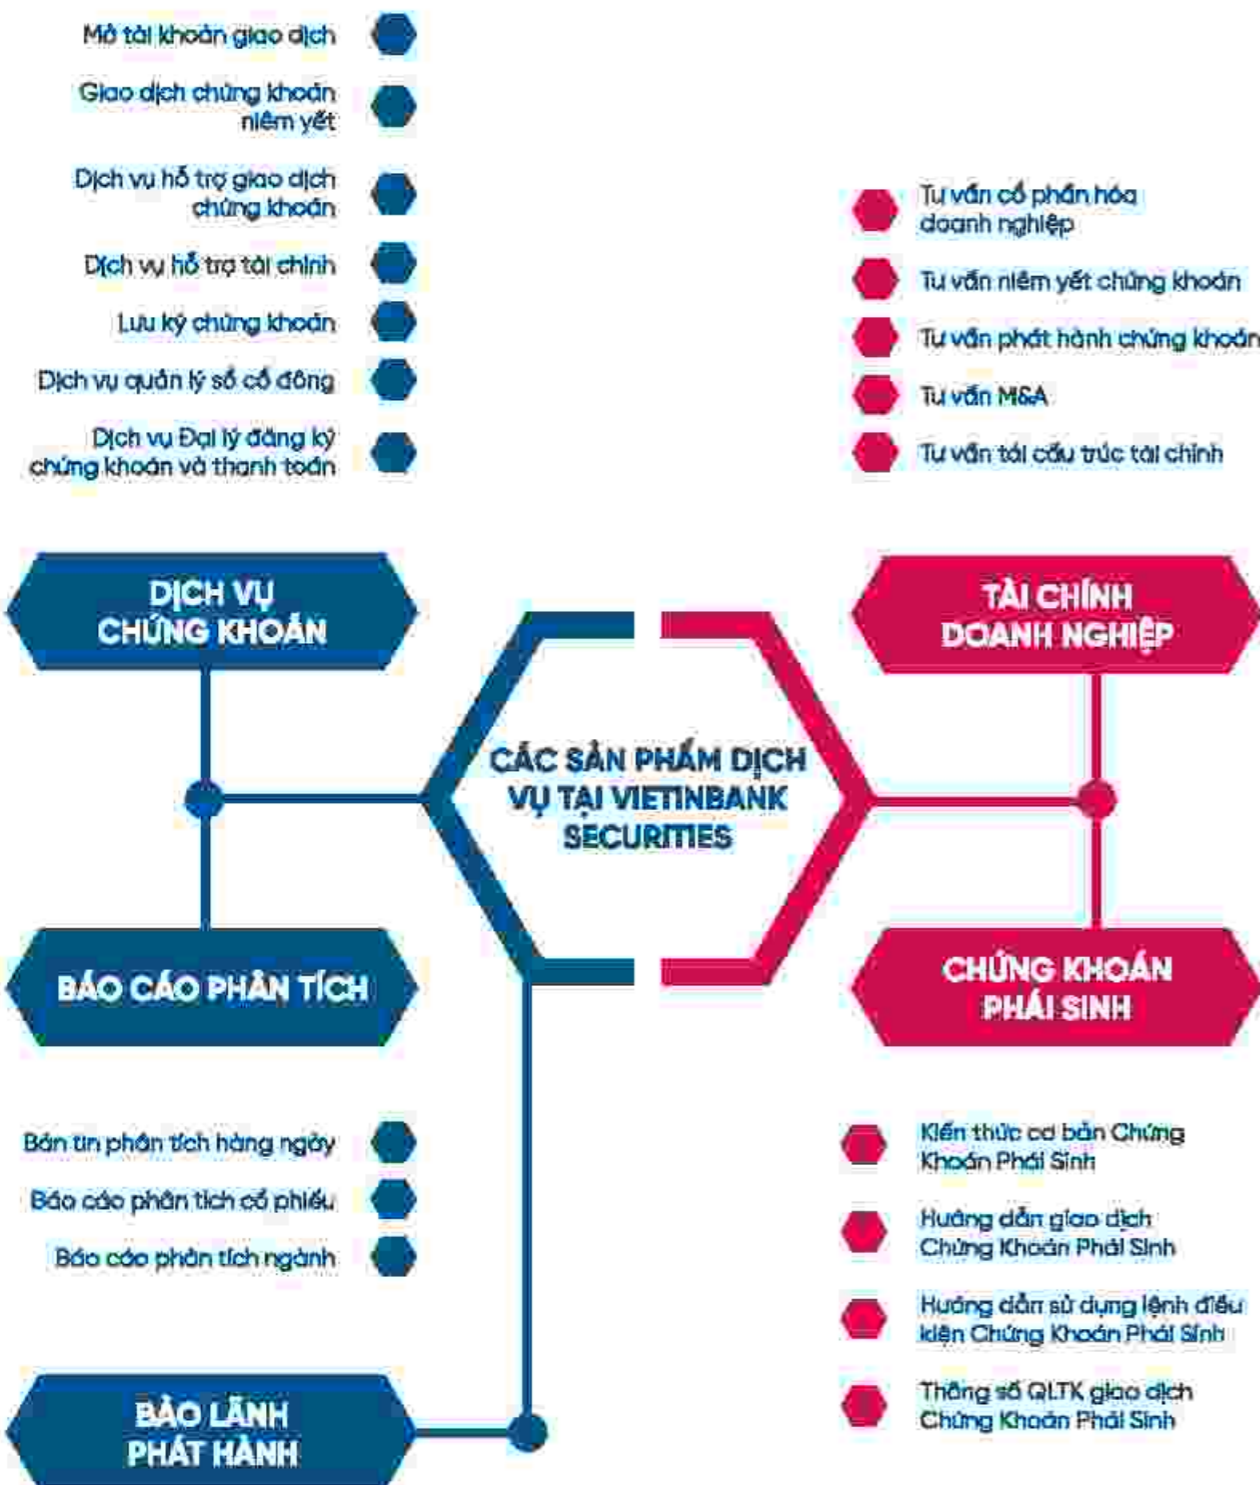 Mở tài khoản giao dịch
Giao dịch chứng khoán
niêm yết
Dịch vụ hỗ trợ giao dịch
chứng khoán
Dịch vụ hỗ trợ tài chính
Lưu ký chứng khoán
Dịch vụ quản lý sổ cổ đông
Dịch vụ Đại lý đăng ký
chứng khoán và thanh toán
Tư vấn cổ phần hóa
doanh nghiệp
Tư vấn niêm yết chứng khoán
Tư vấn phát hành chứng khoán
Tư vấn M&A
Tư vấn tái cấu trúc tài chính
DỊCH VỤ
CHỨNG KHOÁN
TÀI CHÍNH
DOANH NGHIỆP
CÁC SẢN PHẨM DỊCH
VỤ TẠI VIETINBANK
SECURITIES
BÁO CÁO PHÂN TÍCH
CHỨNG KHOÁN
PHÁI SINH
Bản tin phân tích hàng ngày
Báo cáo phân tích cổ phiếu
Báo cáo phân tích ngành
Kiến thức cơ bản Chứng
Khoán Phái Sinh
Hướng dẫn giao dịch
Chứng Khoán Phái Sinh
Hướng dẫn sử dụng lệnh điều
kiện Chứng Khoán Phái Sinh
Thông số QLTK giao dịch
Chứng Khoán Phái Sinh
BẢO LÃNH
PHÁT HÀNH